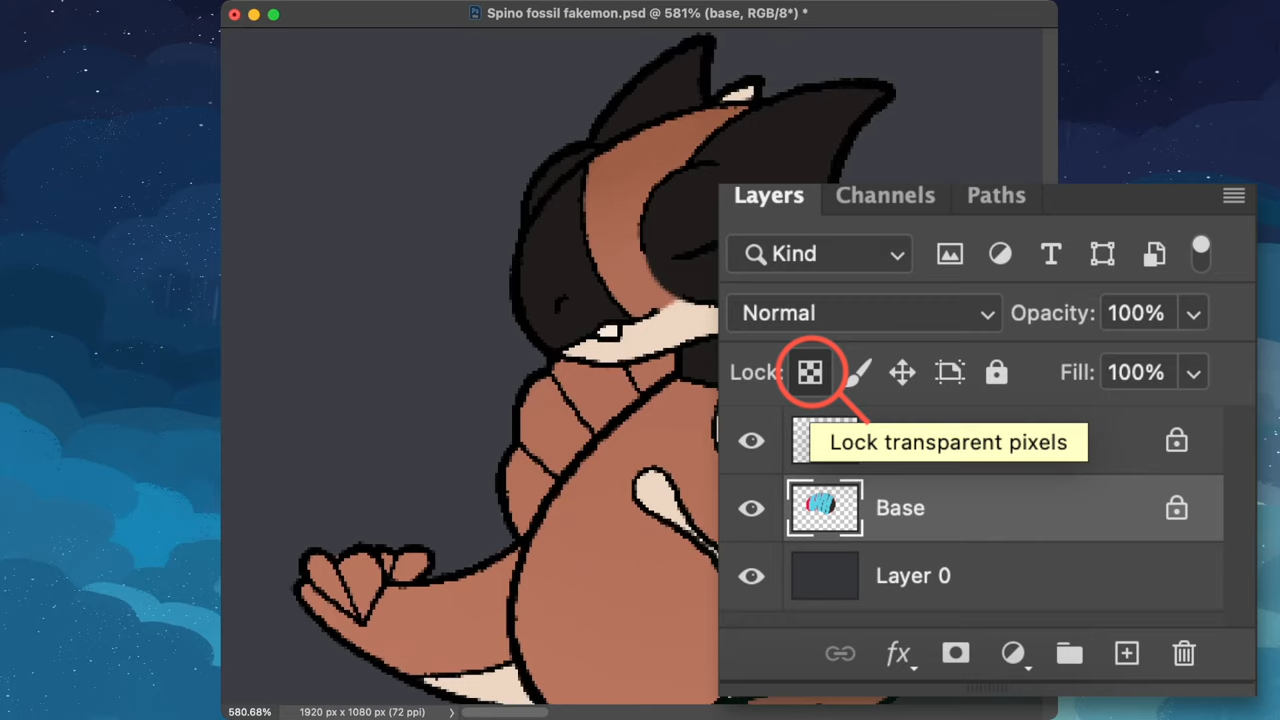 Spino fossil fakemon.psd @ 581% (base, RGB/8*) *
Layers Channels Paths
Kind
Normal Opacity: 100%
Lock: Fill: 100%
Lock transparent pixels
Base
Layer 0
fx
580.68% 1920 px x 1080 px (72 ppi)